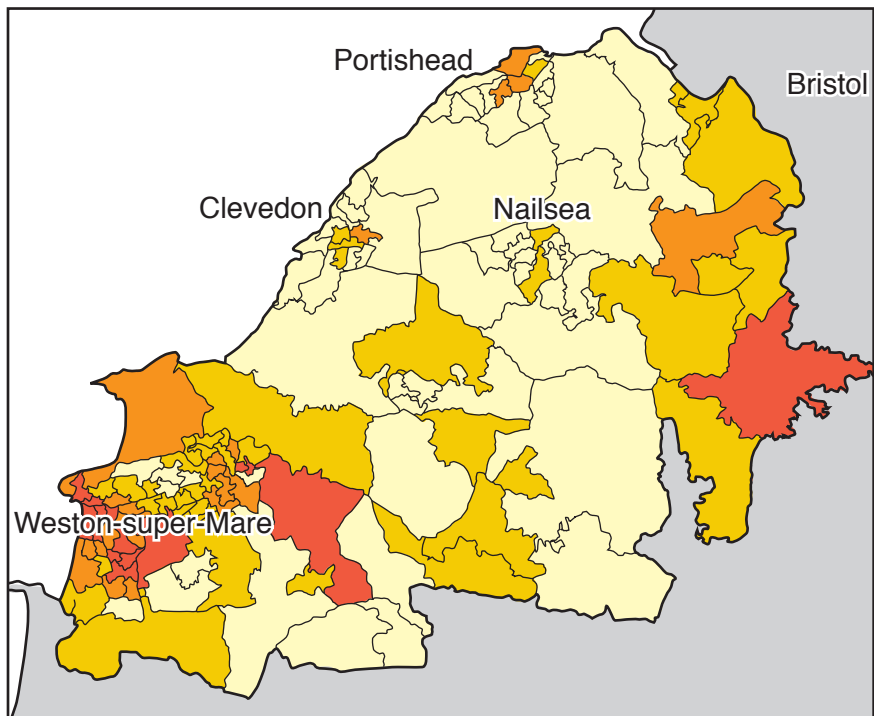 Portishead
Bristol
Clevedon
Nailsea
Weston-super-Mare